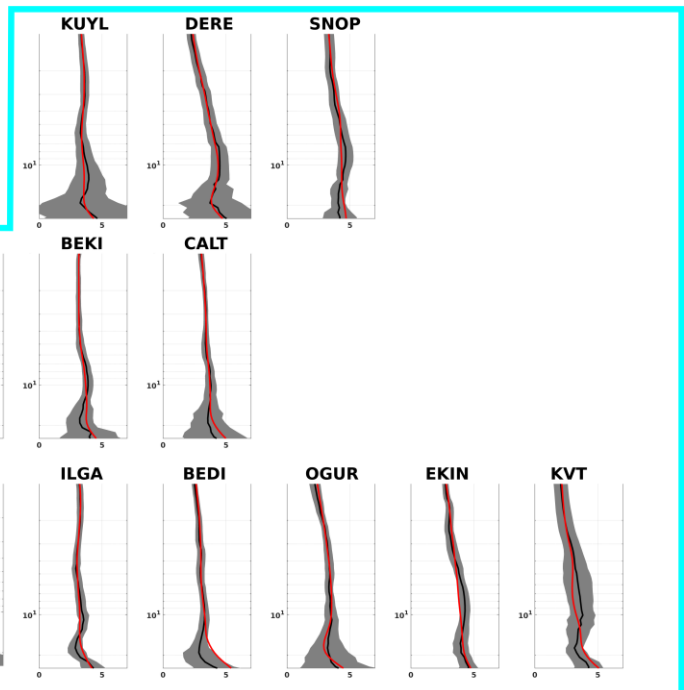 KUYL DERE SNOP
10¹ 10¹ 10¹
0 5 0 5 0 5
BEKI CALT
10¹ 10¹
0 5 0 5
ILGA BEDI OGUR EKIN KVT
10¹ 10¹ 10¹ 10¹ 10¹
0 5 0 5 0 5 0 5 0 5